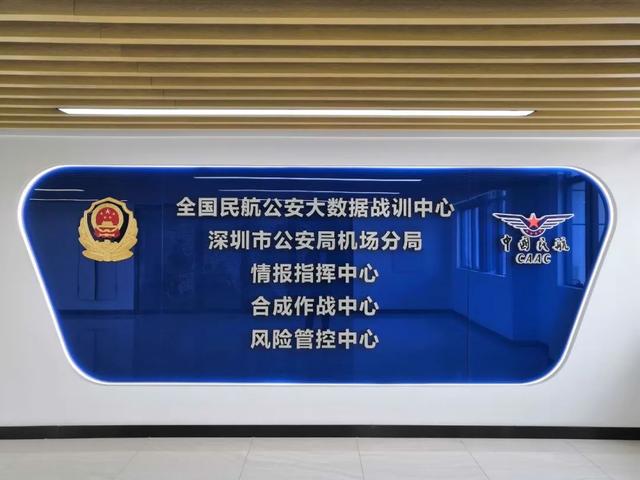 全国民航公安大数据战训中心
深圳市公安局机场分局
情报指挥中心
合成作战中心
风险管控中心
中国民航
CAAC